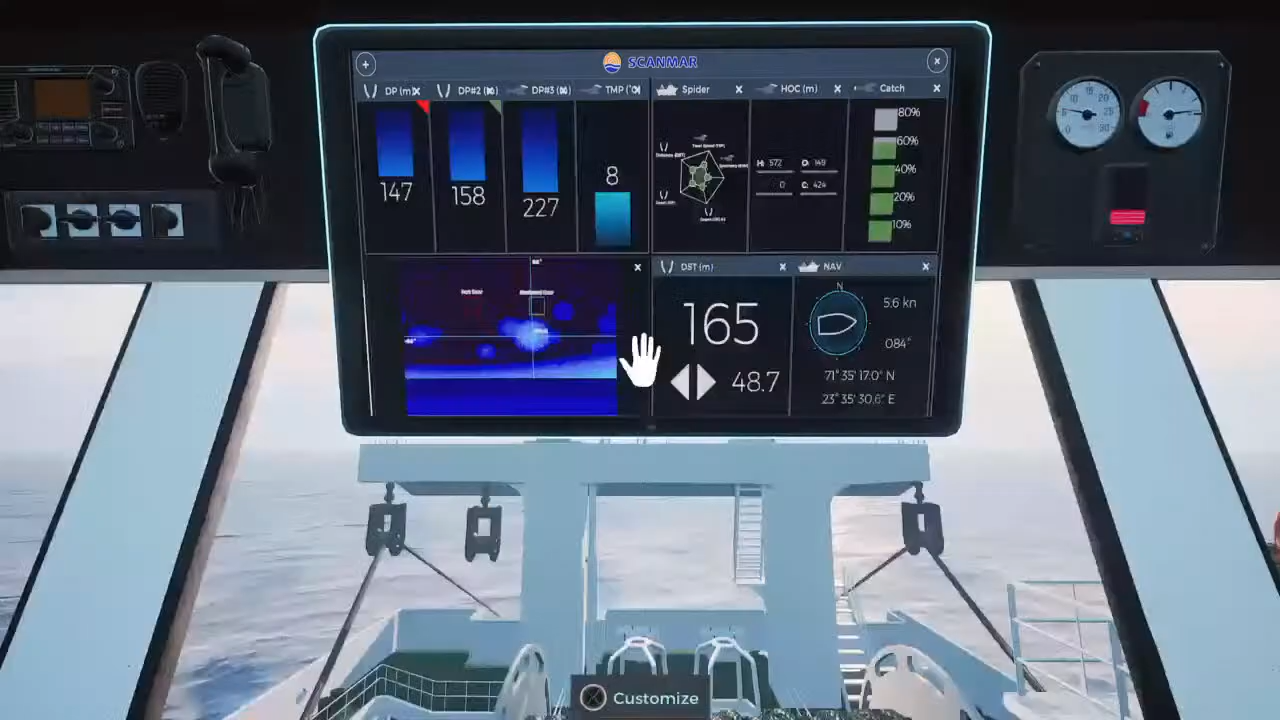 SCANMAR
DP (m)
DP#2 (m)
DP#3 (m)
TMP (°C)
Spider
HOC (m)
Catch
147
158
227
8
H: 572
O: 149
0
C: 424
80%
60%
40%
20%
10%
DST (m)
NAV
165
48.7
N
5.6 kn
084°
71° 35' 17.0" N
23° 35' 30.6" E
Customize